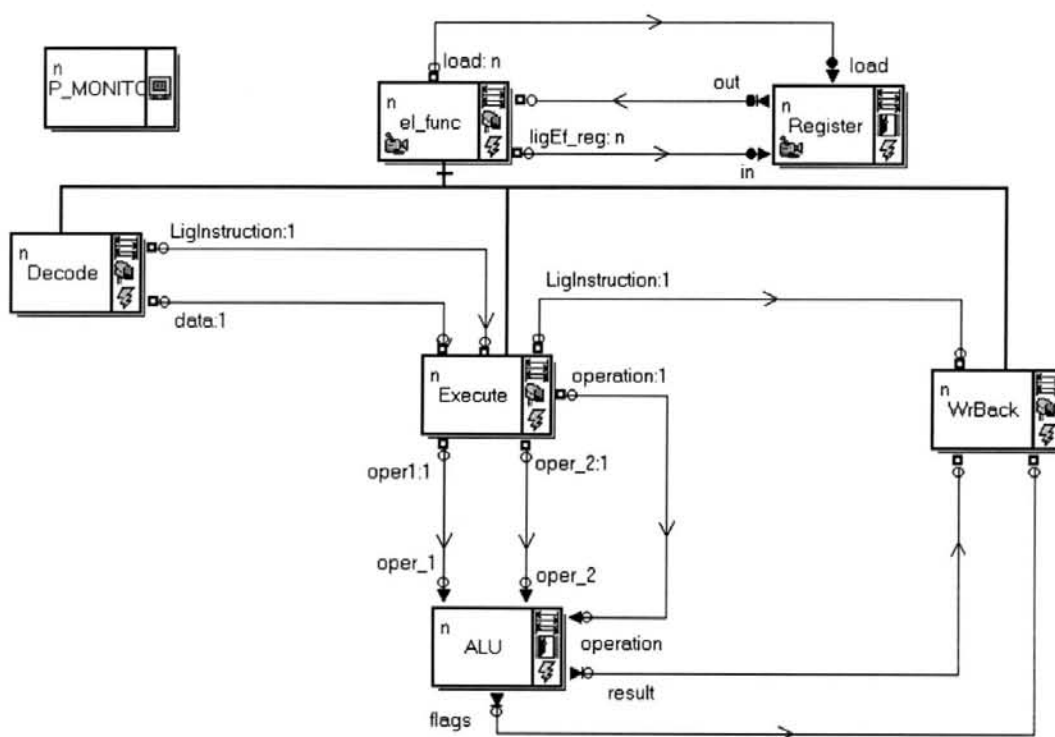 load: n
load
n
P_MONITO
out
n
el_func
n
Register
ligEf_reg: n
in
LigInstruction:1
n
Decode
LigInstruction:1
data:1
n
Execute
operation:1
n
WrBack
oper1:1
oper_2:1
oper_1
oper_2
n
ALU
operation
result
flags